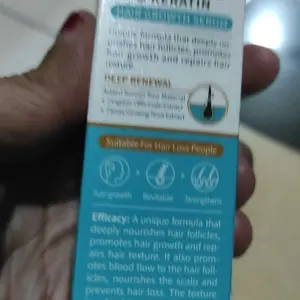 KERATIN
HAIR GROWTH SERUM
unique formula that deeply no-
urishes hair follicles, promotes
hair growth and repairs hair
texture.
DEEP RENEWAL
Suitable For Hair Loss People
Hair growth
Revitalize
Strengthens
Efficacy: A unique formula that
deeply nourishes hair follicles,
promotes hair growth and rep-
airs hair texture. It also prom-
otes blood flow to the hair foll-
icles, nourishes the scalp and
prevents hair loss. The texture